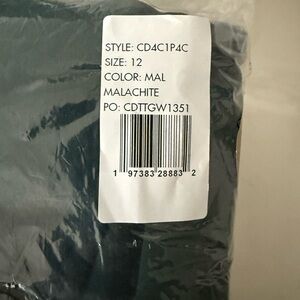 STYLE: CD4C1P4C
SIZE: 12
COLOR: MAL
MALACHITE
PO: CDTTGW1351
1 97383 28883 2